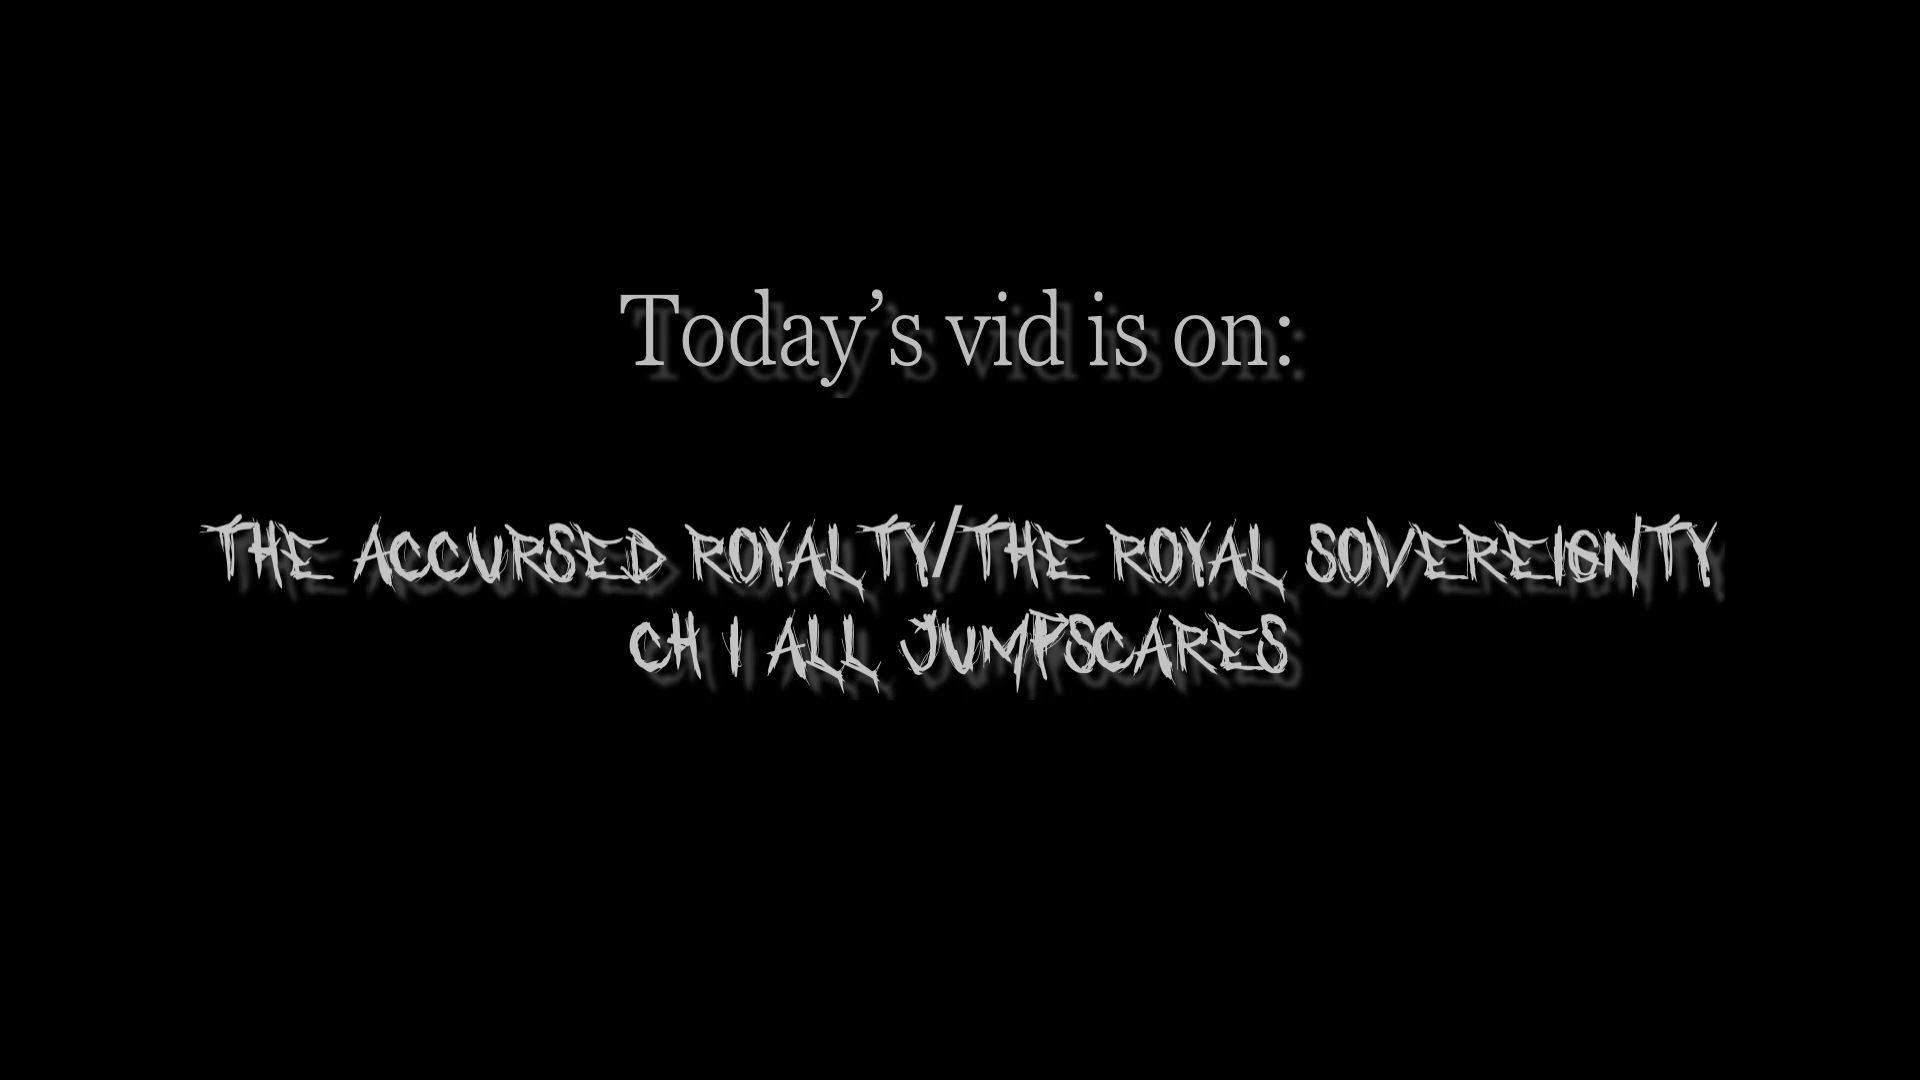 Today’s vid is on:
THE ACCURSED ROYALTY/THE ROYAL SOVEREIGNTY
CH 1 ALL JUMPSCARES